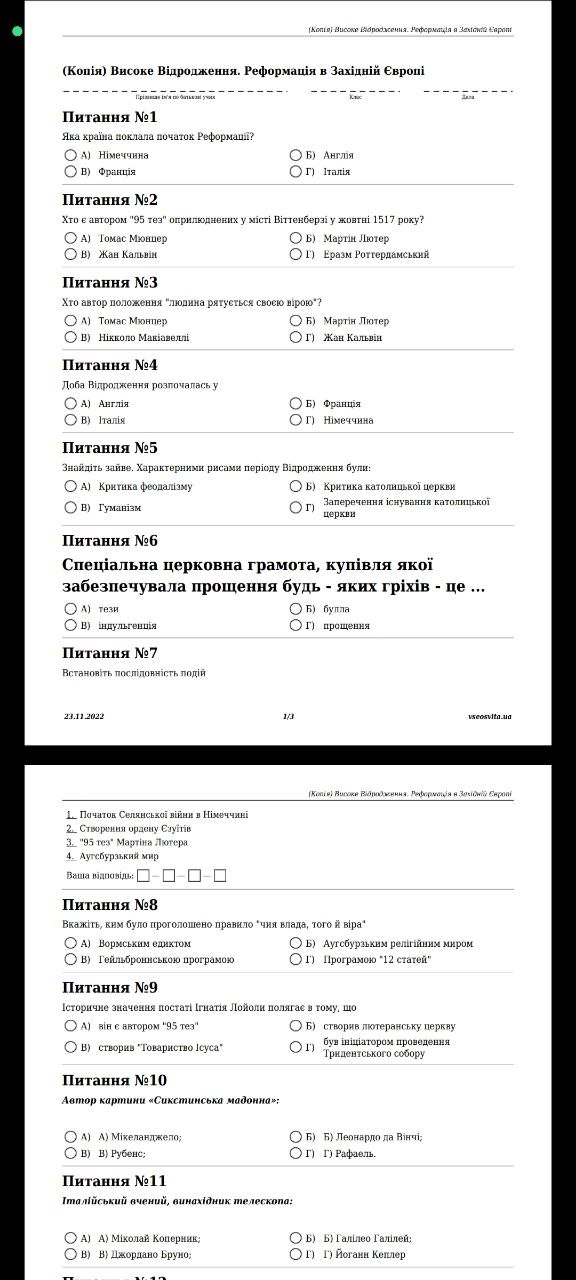 (Копія) Високе Відродження. Реформація в Західній Європі
(Копія) Високе Відродження. Реформація в Західній Європі
Прізвище ім'я по батькові учня Клас Дата
Питання №1
Яка країна поклала початок Реформації?
А) Німеччина Б) Англія
В) Франція Г) Італія
Питання №2
Хто є автором "95 тез" оприлюднених у місті Віттенберзі у жовтні 1517 року?
А) Томас Мюнцер Б) Мартін Лютер
В) Жан Кальвін Г) Еразм Роттердамський
Питання №3
Хто автор положення "людина рятується своєю вірою"?
А) Томас Мюнцер Б) Мартін Лютер
В) Нікколо Макіавеллі Г) Жан Кальвін
Питання №4
Доба Відродження розпочалась у
А) Англія Б) Франція
В) Італія Г) Німеччина
Питання №5
Знайдіть зайве. Характерними рисами періоду Відродження були:
А) Критика феодалізму Б) Критика католицької церкви
В) Гуманізм Г) Заперечення існування католицької
церкви
Питання №6
Спеціальна церковна грамота, купівля якої
забезпечувала прощення будь - яких гріхів - це ...
А) тези Б) булла
В) індульгенція Г) прощення
Питання №7
Встановіть послідовність подій
23.11.2022 1/3 vseosvita.ua
(Копія) Високе Відродження. Реформація в Західній Європі
1. Початок Селянської війни в Німеччині
2. Створення ордену Єзуїтів
3. "95 тез" Мартіна Лютера
4. Аугсбурзький мир
Ваша відповідь: — — —
Питання №8
Вкажіть, ким було проголошено правило "чия влада, того й віра"
А) Вормським едиктом Б) Аугсбурзьким релігійним миром
В) Гейльброннською програмою Г) Програмою "12 статей"
Питання №9
Історичне значення постаті Ігнатія Лойоли полягає в тому, що
А) він є автором "95 тез" Б) створив лютеранську церкву
В) створив "Товариство Ісуса" Г) був ініціатором проведення
Тридентського собору
Питання №10
Автор картини «Сикстинська мадонна»:
А) А) Мікеланджело; Б) Б) Леонардо да Вінчі;
В) В) Рубенс; Г) Г) Рафаель.
Питання №11
Італійський вчений, винахідник телескопа:
А) А) Міколай Коперник; Б) Б) Галілео Галілей;
В) В) Джордано Бруно; Г) Г) Йоганн Кеплер